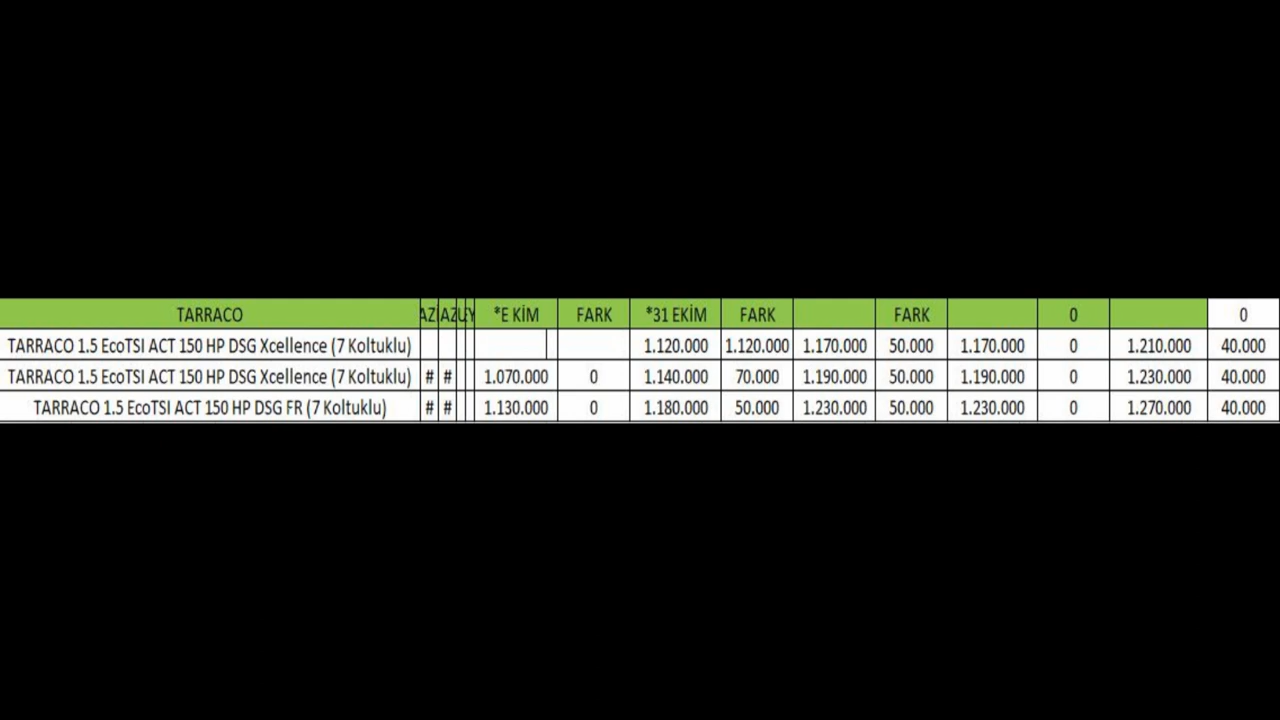 TARRACO *E KİM FARK *31 EKİM FARK FARK 0 0
TARRACO 1.5 EcoTSI ACT 150 HP DSG Xcellence (7 Koltuklu) 1.120.000 1.120.000 1.170.000 50.000 1.170.000 0 1.210.000 40.000
TARRACO 1.5 EcoTSI ACT 150 HP DSG Xcellence (7 Koltuklu) # # 1.070.000 0 1.140.000 70.000 1.190.000 50.000 1.190.000 0 1.230.000 40.000
TARRACO 1.5 EcoTSI ACT 150 HP DSG FR (7 Koltuklu) # # 1.130.000 0 1.180.000 50.000 1.230.000 50.000 1.230.000 0 1.270.000 40.000